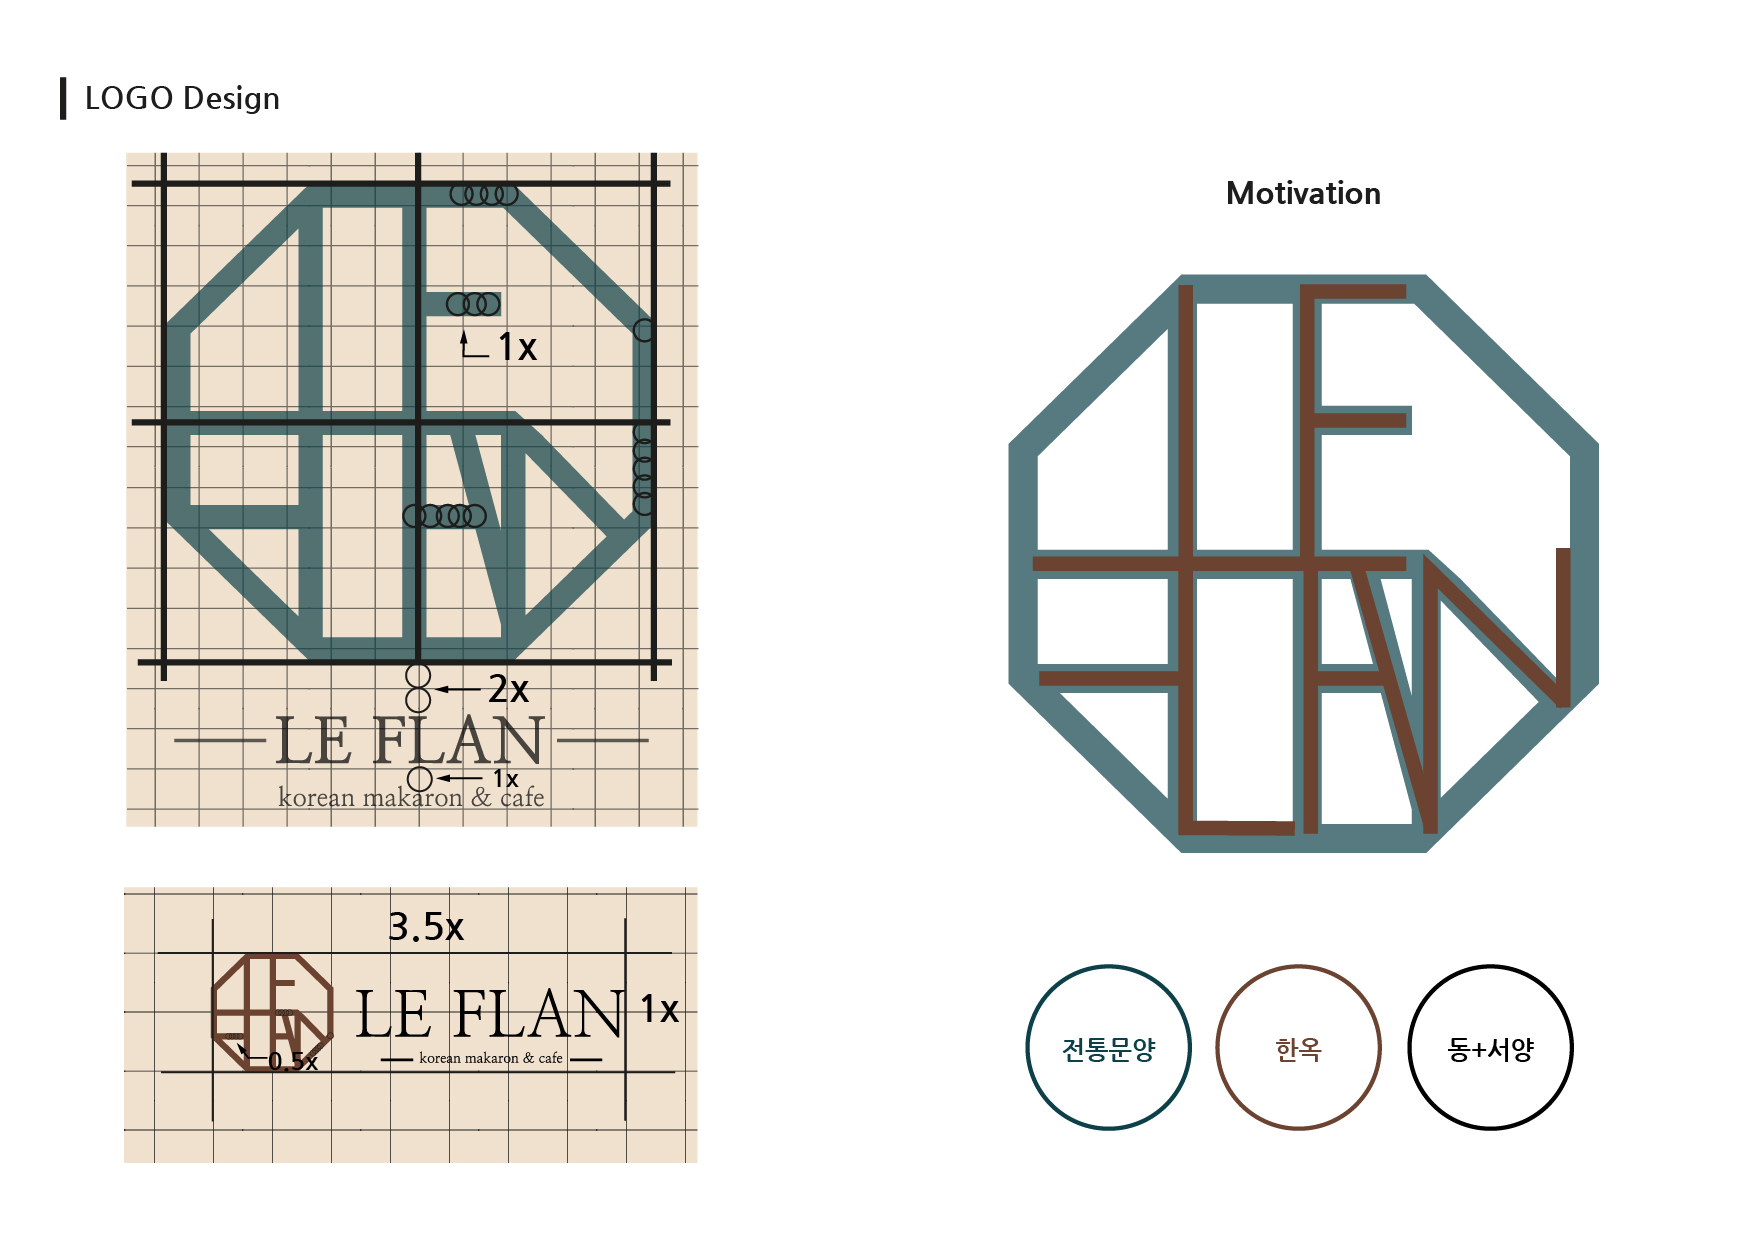 LOGO Design
1x
2x
LE FLAN
1x
korean makaron & cafe
3.5x
LE FLAN
1x
korean makaron & cafe
0.5x
Motivation
전통문양
한옥
동+서양